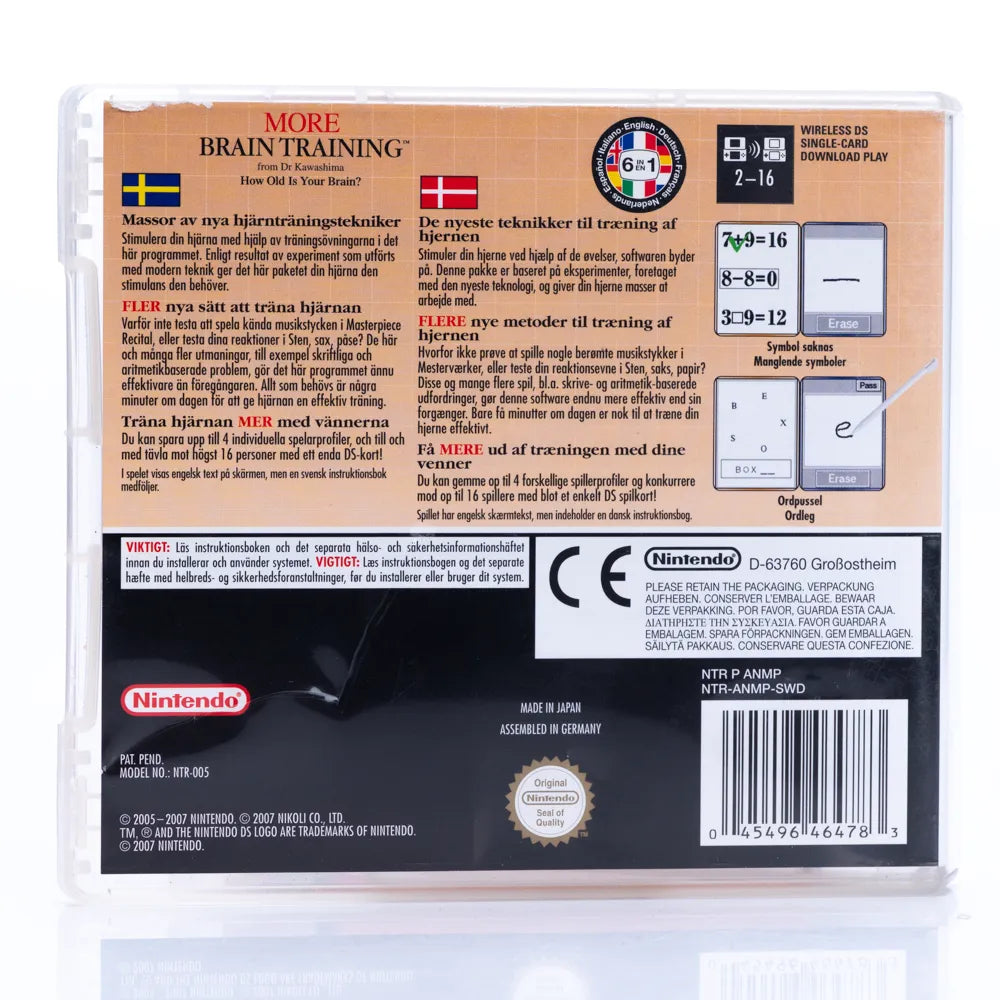 MORE
BRAIN TRAINING™
from Dr Kawashima
How Old Is Your Brain?
Massor av nya hjärnträningstekniker
Stimulera din hjärna med hjälp av träningsövningarna i det
här programmet. Enligt resultat av experiment som utförts
med modern teknik ger det här paketet din hjärna den
stimulans den behöver.
FLER nya sätt att träna hjärnan
Varför inte testa att spela kända musikstycken i Masterpiece
Recital, eller testa dina reaktioner i Sten, sax, påse? De här
och många fler utmaningar, till exempel skriftliga och
aritmetikbaserade problem, gör det här programmet ännu
effektivare än föregångaren. Allt som behövs är några
minuter om dagen för att ge hjärnan en effektiv träning.
Träna hjärnan MER med vännerna
Du kan spara upp till 4 individuella spelarprofiler, och till och
med tävla mot högst 16 personer med ett enda DS-kort!
I spelet visas engelsk text på skärmen, men en svensk instruktionsbok
medföljer.
De nyeste teknikker til træning af
hjernen
Stimuler din hjerne ved hjælp af de øvelser, softwaren byder
på. Denne pakke er baseret på eksperimenter, foretaget
med den nyeste teknologi, og giver din hjerne masser at
arbejde med.
FLERE nye metoder til træning af
hjernen
Hvorfor ikke prøve at spille nogle berømte musikstykker i
Mesterværker, eller teste din reaktionsevne i Sten, saks, papir?
Disse og mange flere spil, bl.a. skrive- og aritmetik-baserede
udfordringer, gør denne software endnu mere effektiv end sin
forgænger. Bare få minutter om dagen er nok til at træne din
hjerne effektivt.
Få MERE ud af træningen med dine
venner
Du kan gemme op til 4 forskellige spillerprofiler og konkurrere
mod op til 16 spillere med blot et enkelt DS spilkort!
Spillet har engelsk skærmtekst, men indeholder en dansk instruktionsbog.
Español·Italiano·English·Deutsch·Français·Nederlands·
6 IN EN 1
2–16
WIRELESS DS
SINGLE-CARD
DOWNLOAD PLAY
7+9=16
8-8=0
3□9=12
Erase
Symbol saknas
Manglende symboler
B E X S O
BOX__
Pass
e
Erase
Ordpussel
Ordleg
VIKTIGT: Läs instruktionsboken och det separata hälso- och säkerhetsinformationshäftet
innan du installerar och använder systemet. VIGTIGT: Læs instruktionsbogen og det separate
hæfte med helbreds- og sikkerhedsforanstaltninger, før du installerer eller bruger dit system.
CE Nintendo® D-63760 Großostheim
PLEASE RETAIN THE PACKAGING. VERPACKUNG
AUFHEBEN. CONSERVER L'EMBALLAGE. BEWAAR
DEZE VERPAKKING. POR FAVOR, GUARDA ESTA CAJA.
ΔΙΑΤΗΡΗΣΤΕ ΤΗΝ ΣΥΣΚΕΥΑΣΙΑ. FAVOR GUARDAR A
EMBALAGEM. SPARA FÖRPACKNINGEN. GEM EMBALLAGEN.
SÄILYTÄ PAKKAUS. CONSERVARE QUESTA CONFEZIONE.
Nintendo®
PAT. PEND.
MODEL NO.: NTR-005
© 2005–2007 NINTENDO. © 2007 NIKOLI CO., LTD.
TM, ® AND THE NINTENDO DS LOGO ARE TRADEMARKS OF NINTENDO.
© 2007 NINTENDO.
MADE IN JAPAN
ASSEMBLED IN GERMANY
Original
Nintendo
Seal of
Quality
TM
NTR P ANMP
NTR-ANMP-SWD
0 45496 46478 3